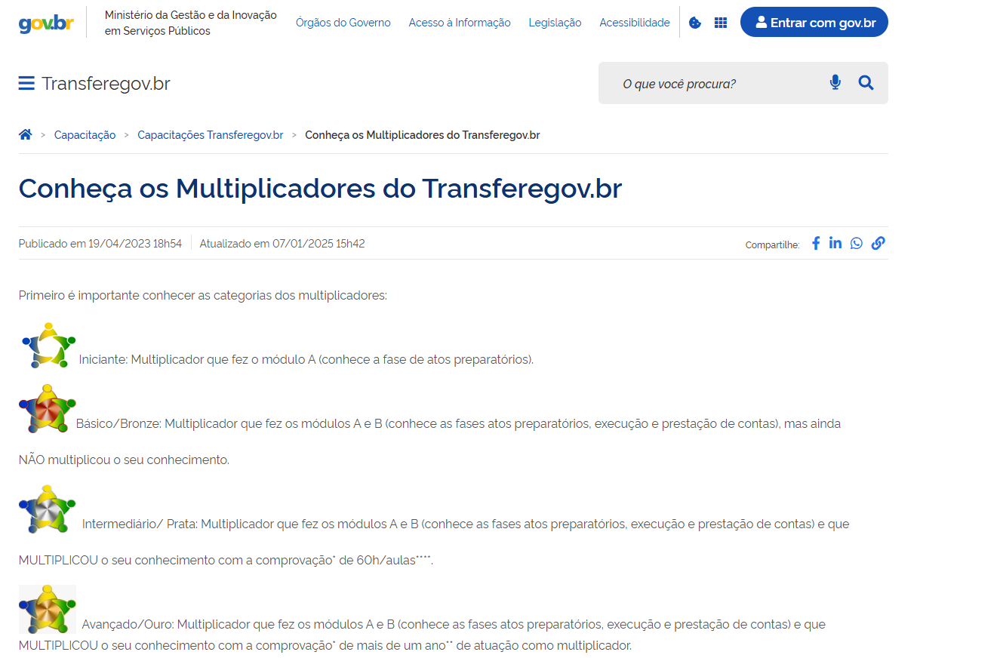 gov.br
Ministério da Gestão e da Inovação
em Serviços Públicos
Órgãos do Governo
Acesso à Informação
Legislação
Acessibilidade
Entrar com gov.br
Transferegov.br
O que você procura?
> Capacitação > Capacitações Transferegov.br > Conheça os Multiplicadores do Transferegov.br
Conheça os Multiplicadores do Transferegov.br
Publicado em 19/04/2023 18h54
Atualizado em 07/01/2025 15h42
Compartilhe:
Primeiro é importante conhecer as categorias dos multiplicadores:
Iniciante: Multiplicador que fez o módulo A (conhece a fase de atos preparatórios).
Básico/Bronze: Multiplicador que fez os módulos A e B (conhece as fases atos preparatórios, execução e prestação de contas), mas ainda
NÃO multiplicou o seu conhecimento.
Intermediário/ Prata: Multiplicador que fez os módulos A e B (conhece as fases atos preparatórios, execução e prestação de contas) e que
MULTIPLICOU o seu conhecimento com a comprovação* de 60h/aulas****.
Avançado/Ouro: Multiplicador que fez os módulos A e B (conhece as fases atos preparatórios, execução e prestação de contas) e que
MULTIPLICOU o seu conhecimento com a comprovação* de mais de um ano** de atuação como multiplicador.